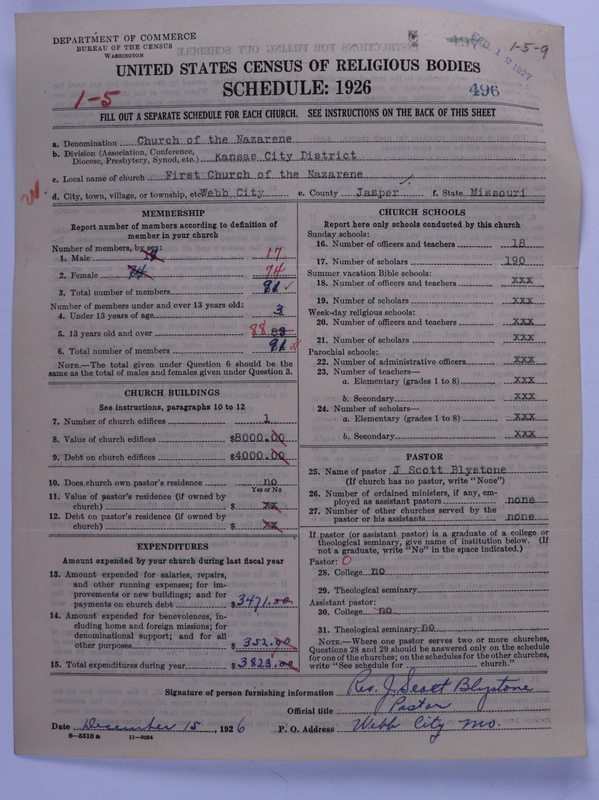 DEPARTMENT OF COMMERCE
BUREAU OF THE CENSUS
WASHINGTON
FEB 1 1927
1-5-9
UNITED STATES CENSUS OF RELIGIOUS BODIES
SCHEDULE: 1926
1-5
496
FILL OUT A SEPARATE SCHEDULE FOR EACH CHURCH. SEE INSTRUCTIONS ON THE BACK OF THIS SHEET
a. Denomination Church of the Nazarene
b. Division (Association, Conference, Diocese, Presbytery, Synod, etc.) Kansas City District
c. Local name of church First Church of the Nazarene
d. City, town, village, or township, etc. Webb City e. County Jasper f. State Missouri
MEMBERSHIP
Report number of members according to definition of
member in your church
Number of members, by sex:
1. Male 17
2. Female 74
3. Total number of members 91
Number of members under and over 13 years old:
4. Under 13 years of age 3
5. 13 years old and over 88
6. Total number of members 91
NOTE.—The total given under Question 6 should be the
same as the total of males and females given under Question 3.
CHURCH BUILDINGS
See instructions, paragraphs 10 to 12
7. Number of church edifices 1
8. Value of church edifices $8000.00
9. Debt on church edifices $4000.00
10. Does church own pastor's residence no
Yes or No
11. Value of pastor's residence (if owned by
church) $ xx
12. Debt on pastor's residence (if owned by
church) $ xx
EXPENDITURES
Amount expended by your church during last fiscal year
13. Amount expended for salaries, repairs,
and other running expenses; for im-
provements or new buildings; and for
payments on church debt $3471.00
14. Amount expended for benevolences, in-
cluding home and foreign missions; for
denominational support; and for all
other purposes $352.00
15. Total expenditures during year $3823.00
CHURCH SCHOOLS
Report here only schools conducted by this church
Sunday schools:
16. Number of officers and teachers 18
17. Number of scholars 190
Summer vacation Bible schools:
18. Number of officers and teachers xxx
19. Number of scholars xxx
Week-day religious schools:
20. Number of officers and teachers xxx
21. Number of scholars xxx
Parochial schools:
22. Number of administrative officers xxx
23. Number of teachers—
a. Elementary (grades 1 to 8) xxx
b. Secondary xxx
24. Number of scholars—
a. Elementary (grades 1 to 8) xxx
b. Secondary xxx
PASTOR
25. Name of pastor J Scott Blystone
(If church has no pastor, write "None")
26. Number of ordained ministers, if any, em-
ployed as assistant pastors none
27. Number of other churches served by the
pastor or his assistants none
If pastor (or assistant pastor) is a graduate of a college or
theological seminary, give name of institution below. (If
not a graduate, write "No" in the space indicated.)
Pastor: O
28. College no
29. Theological seminary
Assistant pastor:
30. College no
31. Theological seminary no
NOTE.—Where one pastor serves two or more churches,
Questions 28 and 29 should be answered only on the schedule
for one of the churches; on the schedules for the other churches,
write "See schedule for church."
Signature of person furnishing information Rev. J. Scott Blystone
Official title Pastor
Date December 15, 1926 P. O. Address Webb City Mo.
8-5518 a 11-9264